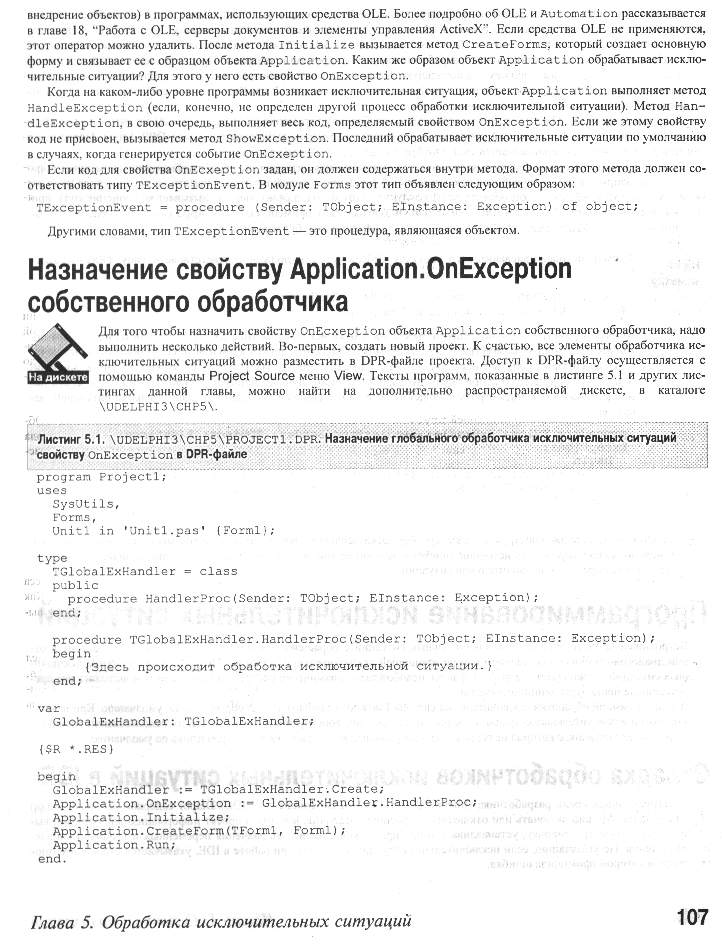 внедрение объектов) в программах, использующих средства OLE. Более подробно об OLE и Automation рассказывается
в главе 18, “Работа с OLE, серверы документов и элементы управления ActiveX”. Если средства OLE не применяются,
этот оператор можно удалить. После метода Initialize вызывается метод CreateForms, который создает основную
форму и связывает ее с образцом объекта Application. Каким же образом объект Application обрабатывает исклю-
чительные ситуации? Для этого у него есть свойство OnException.
Когда на каком-либо уровне программы возникает исключительная ситуация, объект Application выполняет метод
HandleException (если, конечно, не определен другой процесс обработки исключительной ситуации). Метод Han-
dleException, в свою очередь, выполняет весь код, определяемый свойством OnException. Если же этому свойству
код не присвоен, вызывается метод ShowException. Последний обрабатывает исключительные ситуации по умолчанию
в случаях, когда генерируется событие OnEcxeption.
Если код для свойства OnEcxeption задан, он должен содержаться внутри метода. Формат этого метода должен со-
ответствовать типу TExceptionEvent. В модуле Forms этот тип объявлен следующим образом:
TExceptionEvent = procedure (Sender: TObject; EInstance: Exception) of object;
Другими словами, тип TExceptionEvent — это процедура, являющаяся объектом.
Назначение свойству Application.OnException
собственного обработчика
Для того чтобы назначить свойству OnEcxeption объекта Application собственного обработчика, надо
выполнить несколько действий. Во-первых, создать новый проект. К счастью, все элементы обработчика ис-
ключительных ситуаций можно разместить в DPR-файле проекта. Доступ к DPR-файлу осуществляется с
На дискете
помощью команды Project Source меню View. Тексты программ, показанные в листинге 5.1 и других лис-
тингах данной главы, можно найти на дополнительно распространяемой дискете, в каталоге
\UDELPHI3\CHP5\.
Листинг 5.1. \UDELPHI3\CHP5\PROJECT1.DPR. Назначение глобального обработчика исключительных ситуаций
свойству OnException в DPR-файле
program Project1;
uses
SysUtils,
Forms,
Unit1 in 'Unit1.pas' {Form1};
type
TGlobalExHandler = class
public
procedure HandlerProc(Sender: TObject; EInstance: Exception);
end;
procedure TGlobalExHandler.HandlerProc(Sender: TObject; EInstance: Exception);
begin
{Здесь происходит обработка исключительной ситуации.}
end;
var
GlobalExHandler: TGlobalExHandler;
{$R *.RES}
begin
GlobalExHandler := TGlobalExHandler.Create;
Application.OnException := GlobalExHandler.HandlerProc;
Application.Initialize;
Application.CreateForm(TForm1, Form1);
Application.Run;
end.
Глава 5. Обработка исключительных ситуаций 107